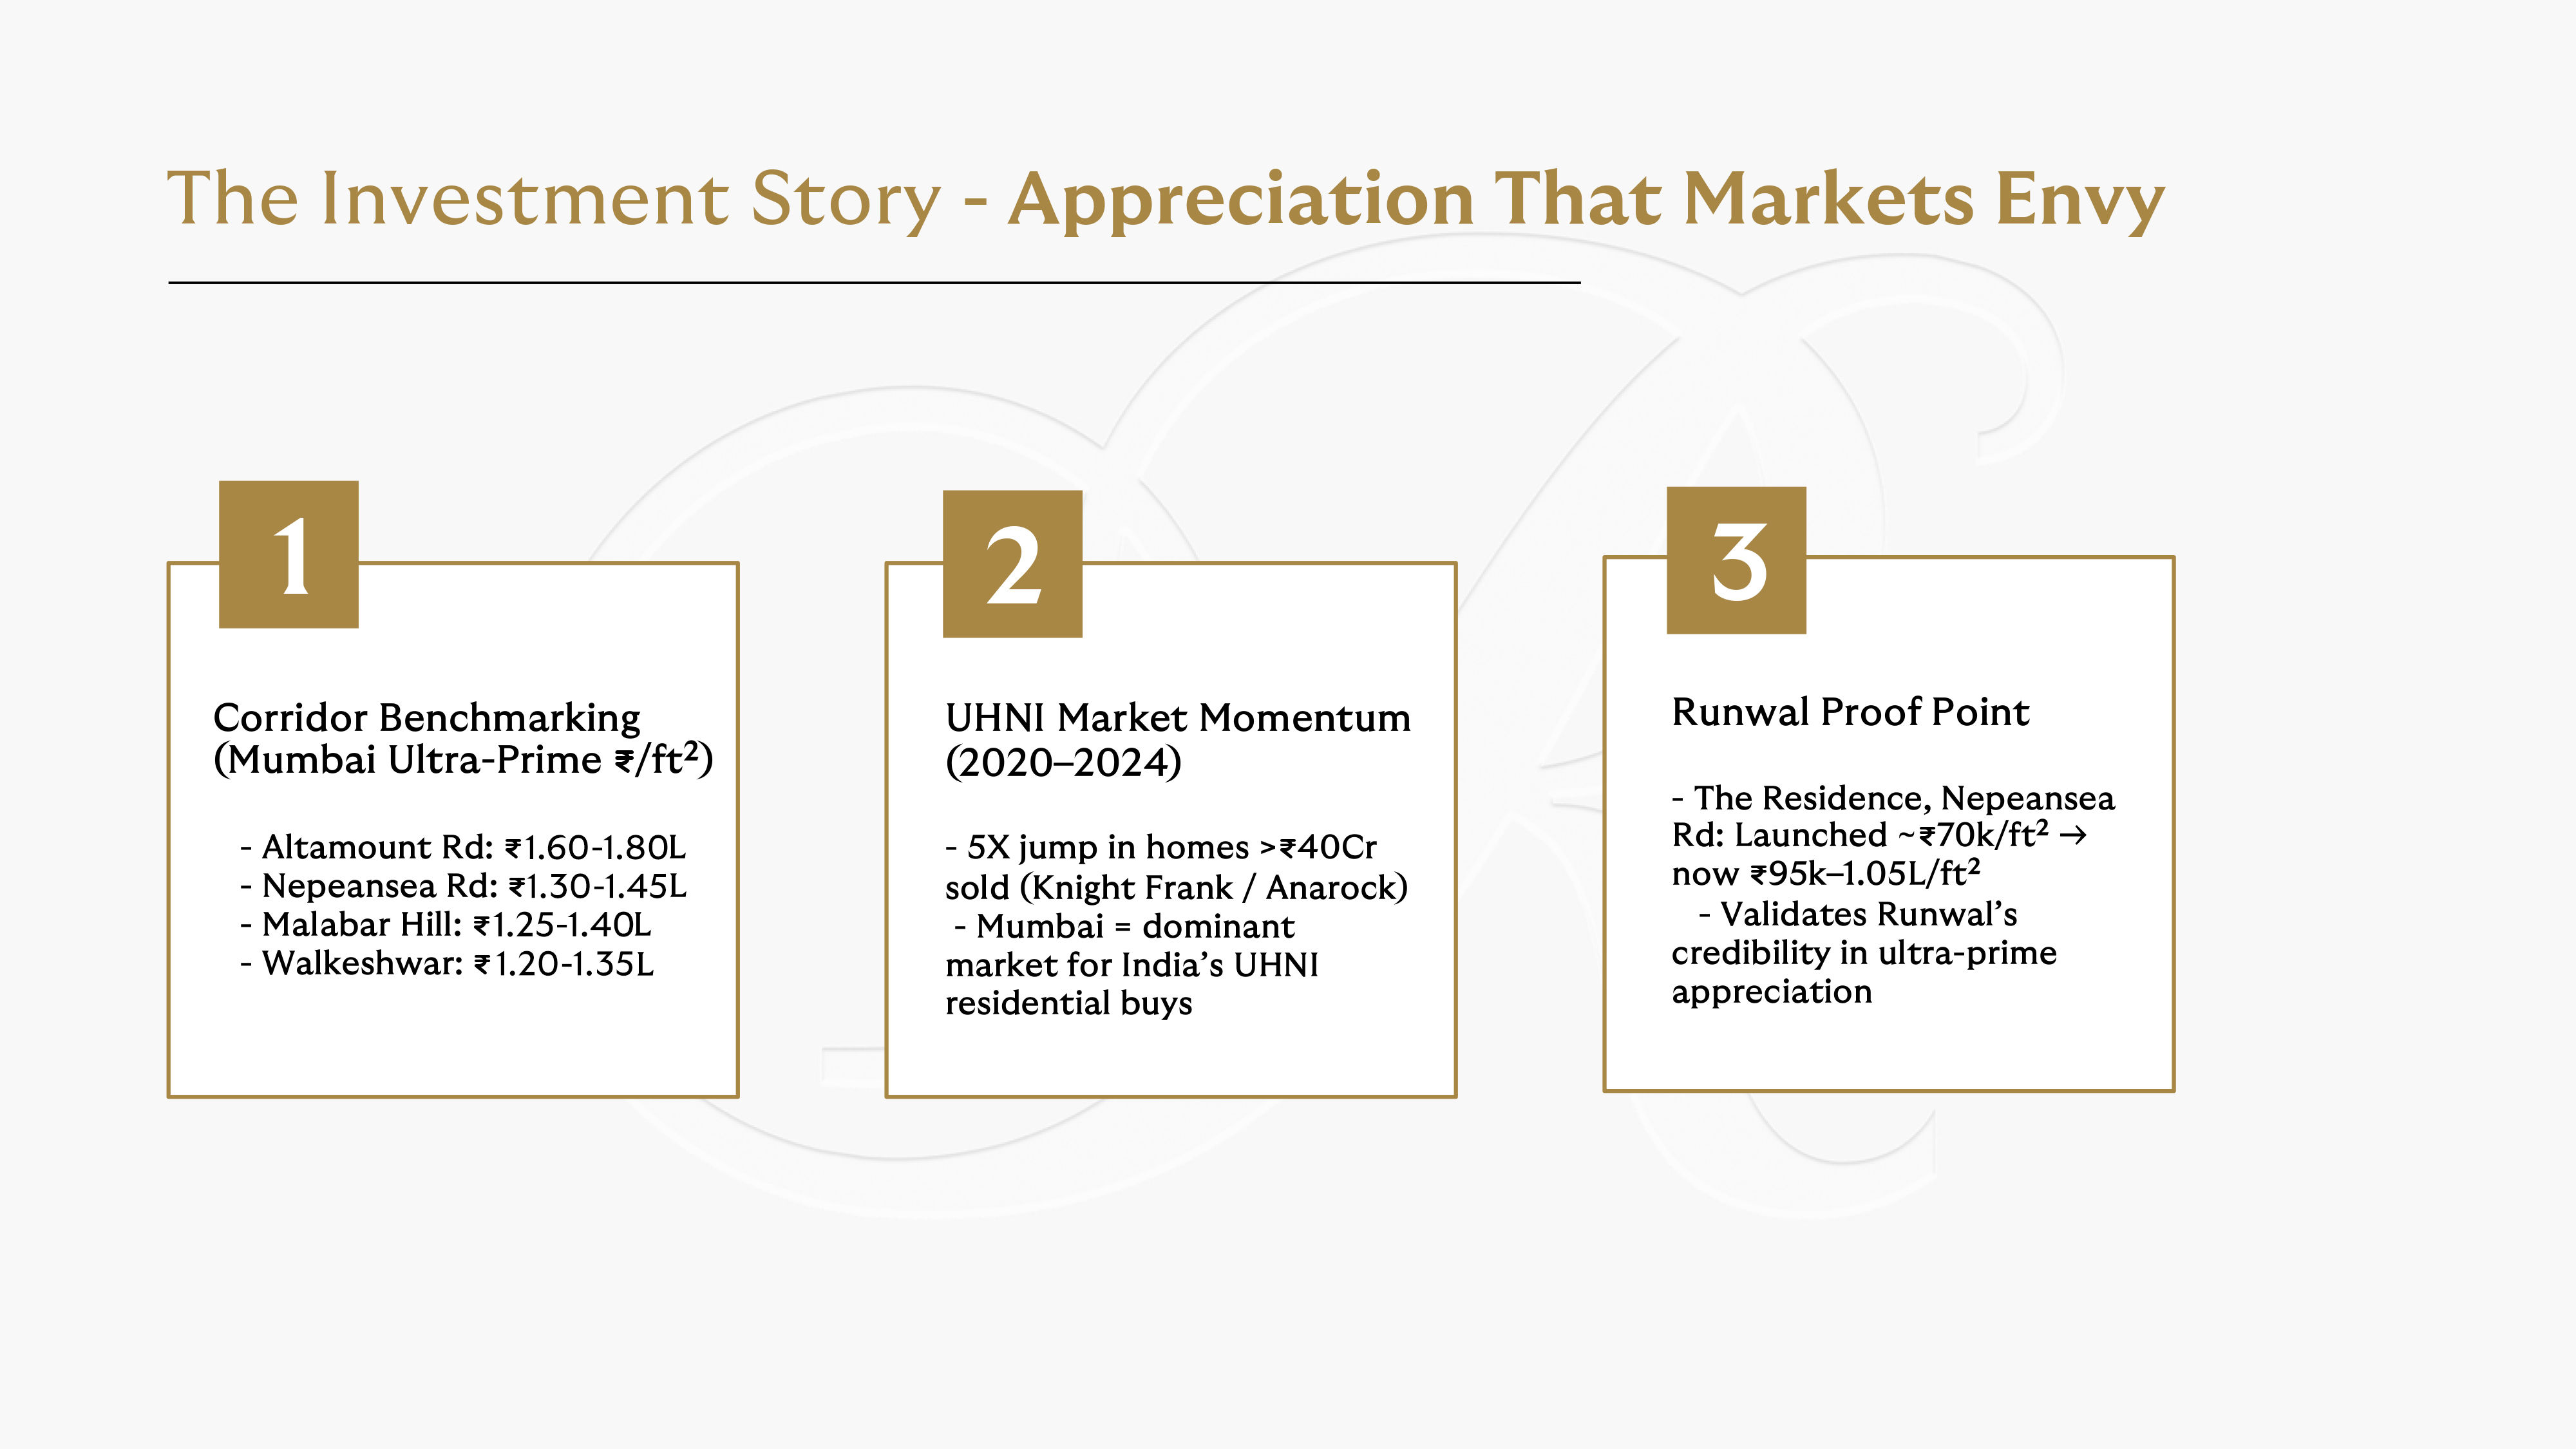 The Investment Story - Appreciation That Markets Envy
1
Corridor Benchmarking
(Mumbai Ultra-Prime ₹/ft²)
- Altamount Rd: ₹1.60-1.80L
- Nepeansea Rd: ₹1.30-1.45L
- Malabar Hill: ₹1.25-1.40L
- Walkeshwar: ₹1.20-1.35L
2
UHNI Market Momentum
(2020–2024)
- 5X jump in homes >₹40Cr
sold (Knight Frank / Anarock)
- Mumbai = dominant
market for India’s UHNI
residential buys
3
Runwal Proof Point
- The Residence, Nepeansea
Rd: Launched ~₹70k/ft² →
now ₹95k–1.05L/ft²
- Validates Runwal’s
credibility in ultra-prime
appreciation